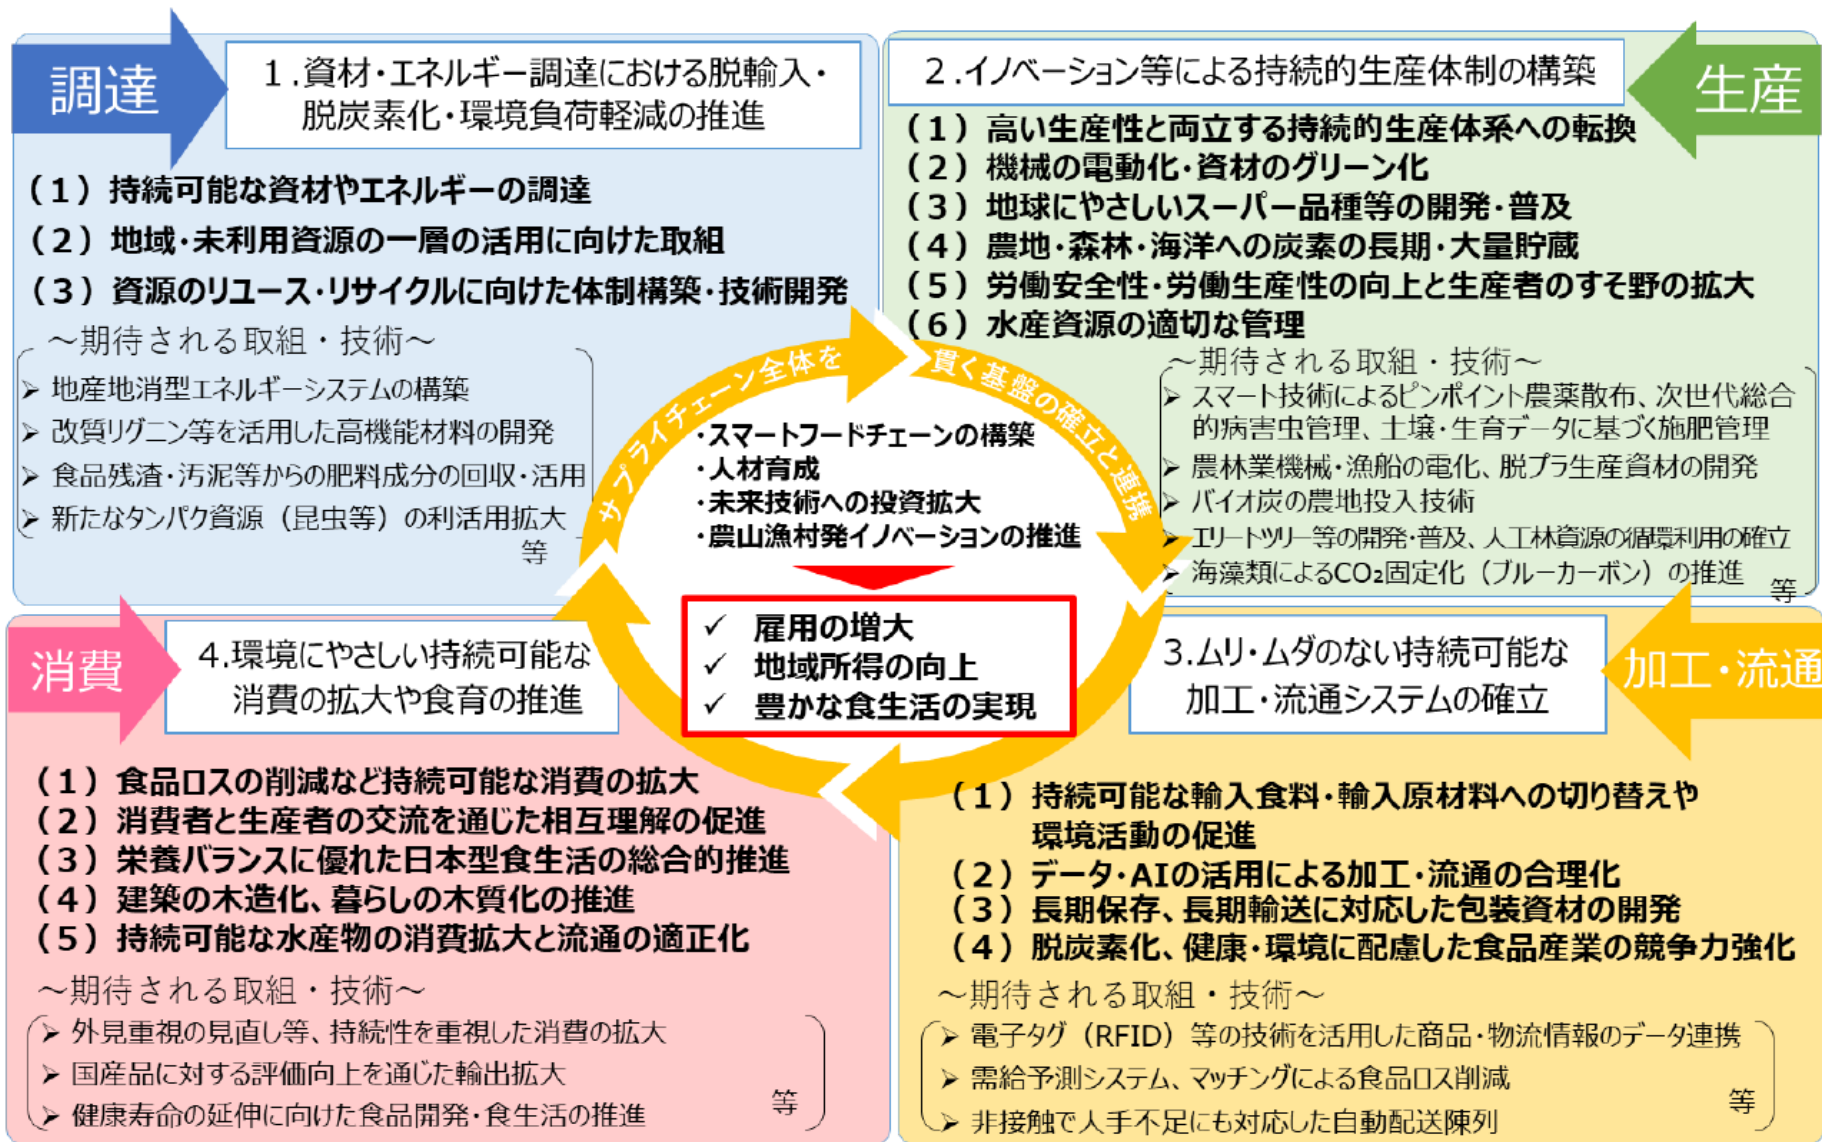 調達
1.資材・エネルギー調達における脱輸入・
脱炭素化・環境負荷軽減の推進
(1)持続可能な資材やエネルギーの調達
(2)地域・未利用資源の一層の活用に向けた取組
(3)資源のリユース・リサイクルに向けた体制構築・技術開発
～期待される取組・技術～
➢ 地産地消型エネルギーシステムの構築
➢ 改質リグニン等を活用した高機能材料の開発
➢ 食品残渣・汚泥等からの肥料成分の回収・活用
➢ 新たなタンパク資源（昆虫等）の利活用拡大
等
生産
2.イノベーション等による持続的生産体制の構築
(1)高い生産性と両立する持続的生産体系への転換
(2)機械の電動化・資材のグリーン化
(3)地球にやさしいスーパー品種等の開発・普及
(4)農地・森林・海洋への炭素の長期・大量貯蔵
(5)労働安全性・労働生産性の向上と生産者のすそ野の拡大
(6)水産資源の適切な管理
～期待される取組・技術～
➢ スマート技術によるピンポイント農薬散布、次世代総合
的病害虫管理、土壌・生育データに基づく施肥管理
➢ 農林業機械・漁船の電化、脱プラ生産資材の開発
➢ バイオ炭の農地投入技術
➢ エリートツリー等の開発・普及、人工林資源の循環利用の確立
➢ 海藻類によるCO₂固定化（ブルーカーボン）の推進
等
サプライチェーン全体を
貫く基盤の確立と連携
・スマートフードチェーンの構築
・人材育成
・未来技術への投資拡大
・農山漁村発イノベーションの推進
✓ 雇用の増大
✓ 地域所得の向上
✓ 豊かな食生活の実現
消費
4.環境にやさしい持続可能な
消費の拡大や食育の推進
(1)食品ロスの削減など持続可能な消費の拡大
(2)消費者と生産者の交流を通じた相互理解の促進
(3)栄養バランスに優れた日本型食生活の総合的推進
(4)建築の木造化、暮らしの木質化の推進
(5)持続可能な水産物の消費拡大と流通の適正化
～期待される取組・技術～
➢ 外見重視の見直し等、持続性を重視した消費の拡大
➢ 国産品に対する評価向上を通じた輸出拡大
➢ 健康寿命の延伸に向けた食品開発・食生活の推進
等
加工・流通
3.ムリ・ムダのない持続可能な
加工・流通システムの確立
(1)持続可能な輸入食料・輸入原材料への切り替えや
環境活動の促進
(2)データ・AIの活用による加工・流通の合理化
(3)長期保存、長期輸送に対応した包装資材の開発
(4)脱炭素化、健康・環境に配慮した食品産業の競争力強化
～期待される取組・技術～
➢ 電子タグ（RFID）等の技術を活用した商品・物流情報のデータ連携
➢ 需給予測システム、マッチングによる食品ロス削減
➢ 非接触で人手不足にも対応した自動配送陳列
等